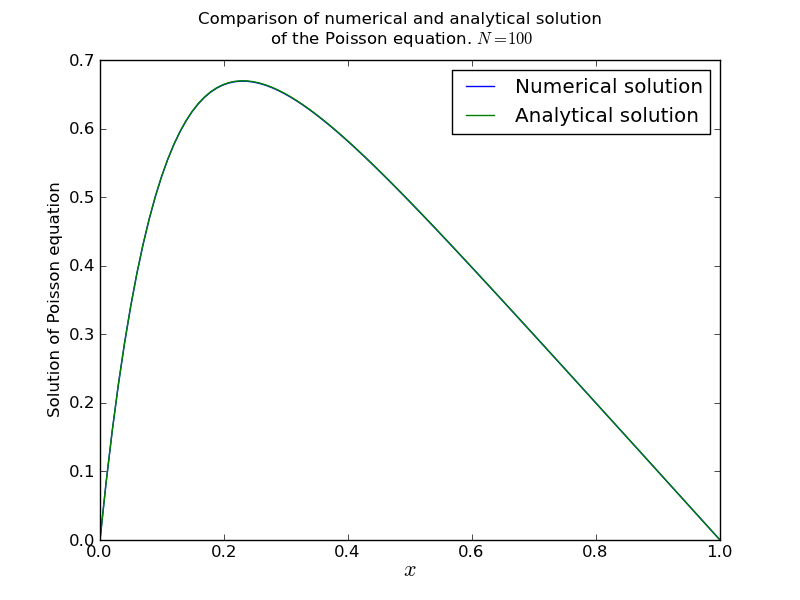 Comparison of numerical and analytical solution
of the Poisson equation. N=100
Numerical solution
Analytical solution
Solution of Poisson equation
0.7
0.6
0.5
0.4
0.3
0.2
0.1
0.0
0.0 0.2 0.4 0.6 0.8 1.0
x